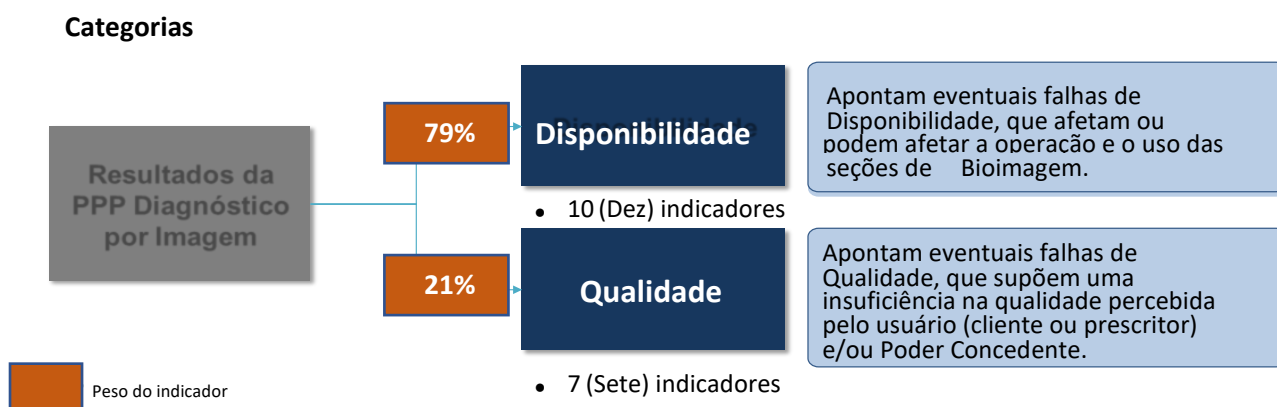 Categorias
Resultados da
PPP Diagnóstico
por Imagem
79%
Disponibilidade
• 10 (Dez) indicadores
Apontam eventuais falhas de
Disponibilidade, que afetam ou
podem afetar a operação e o uso das
seções de Bioimagem.
21%
Qualidade
• 7 (Sete) indicadores
Apontam eventuais falhas de
Qualidade, que supõem uma
insuficiência na qualidade percebida
pelo usuário (cliente ou prescritor)
e/ou Poder Concedente.
Peso do indicador